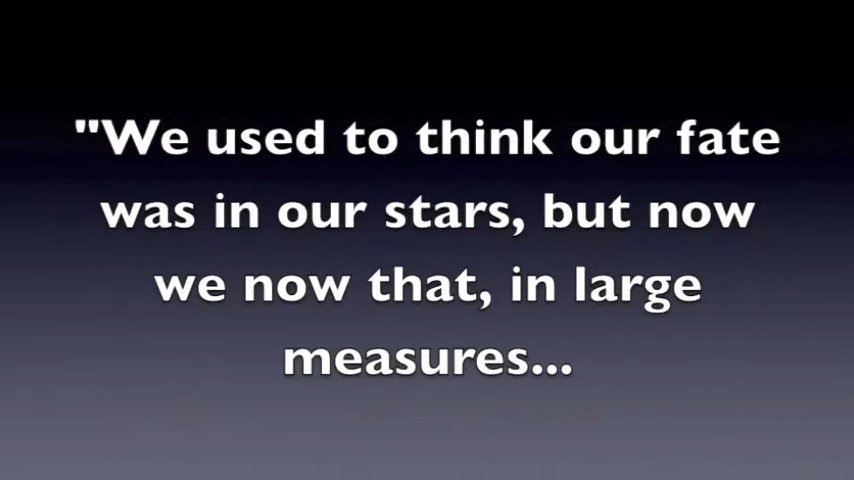 "We used to think our fate
was in our stars, but now
we now that, in large
measures...